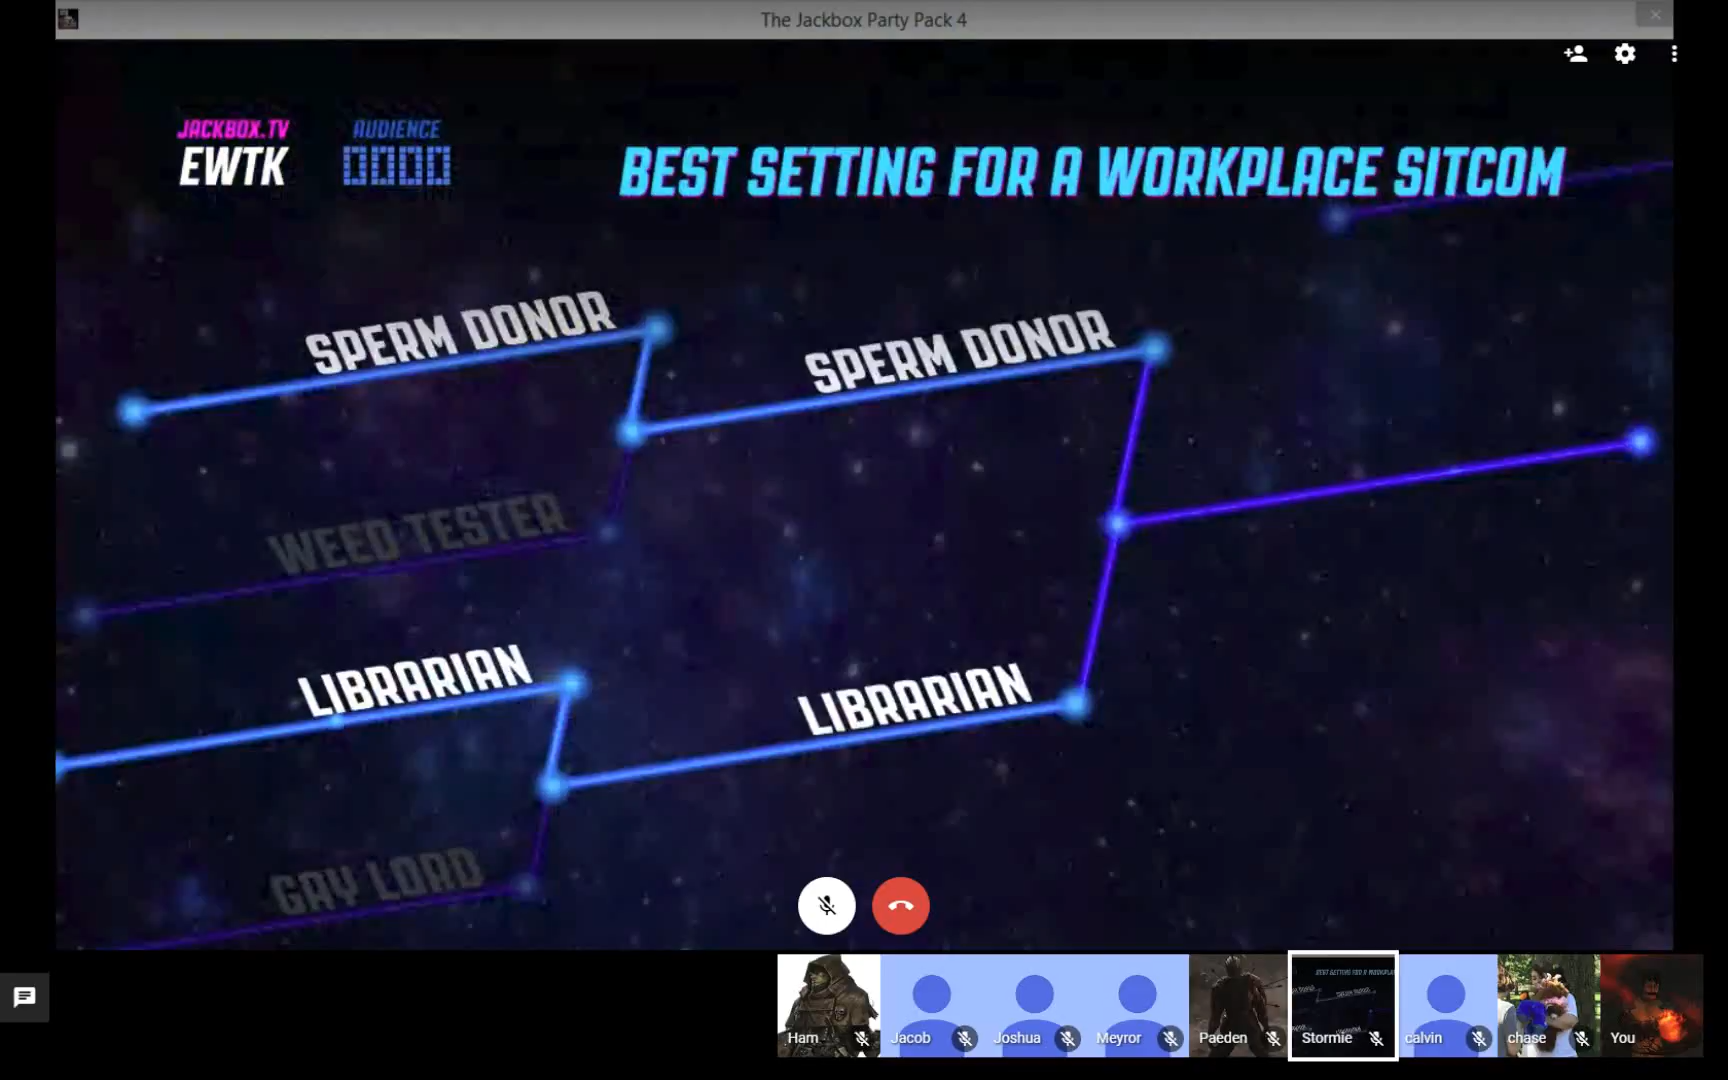 The Jackbox Party Pack 4
JACKBOX.TV
EWTK
AUDIENCE
0000
BEST SETTING FOR A WORKPLACE SITCOM
SPERM DONOR
SPERM DONOR
WEED TESTER
LIBRARIAN
LIBRARIAN
GAY LORD
Ham
Jacob
Joshua
Meyror
Paeden
Stormie
calvin
chase
You